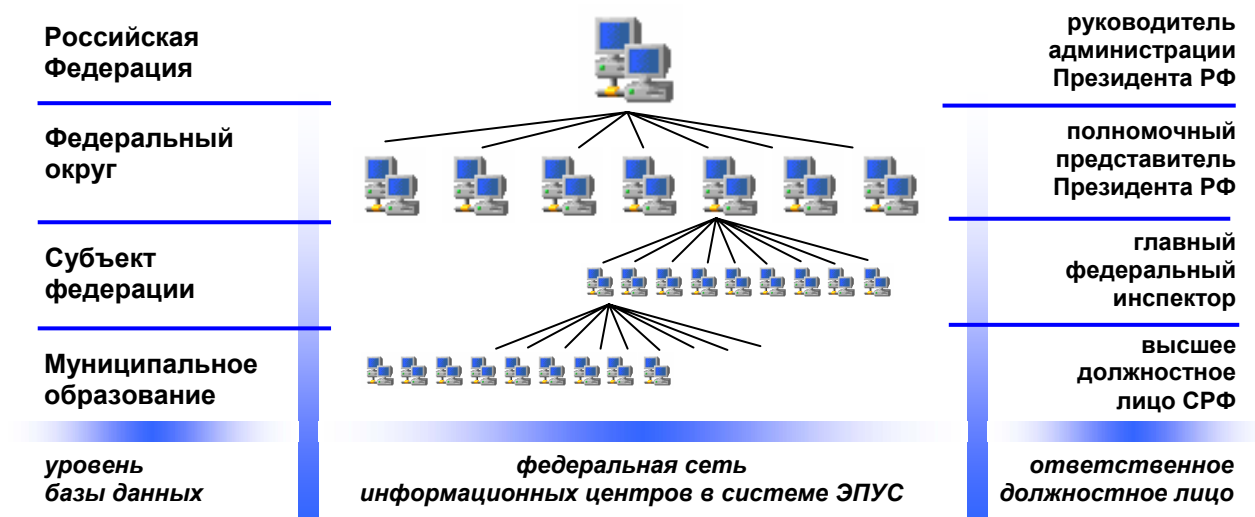 Российская
Федерация
руководитель
администрации
Президента РФ
Федеральный
округ
полномочный
представитель
Президента РФ
Субъект
федерации
главный
федеральный
инспектор
Муниципальное
образование
высшее
должностное
лицо СРФ
уровень
базы данных
федеральная сеть
информационных центров в системе ЭПУС
ответственное
должностное лицо